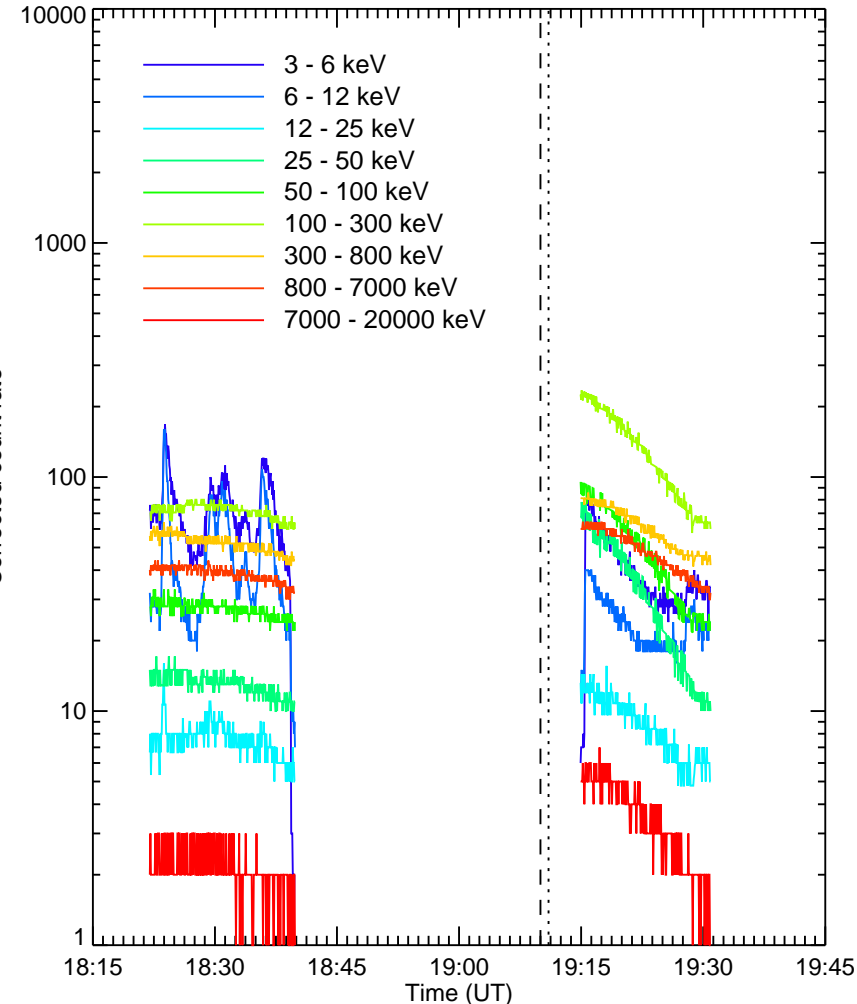 10000
1000
100
10
1
3 - 6 keV
6 - 12 keV
12 - 25 keV
25 - 50 keV
50 - 100 keV
100 - 300 keV
300 - 800 keV
800 - 7000 keV
7000 - 20000 keV
18:15 18:30 18:45 19:00 19:15 19:30 19:45
Time (UT)